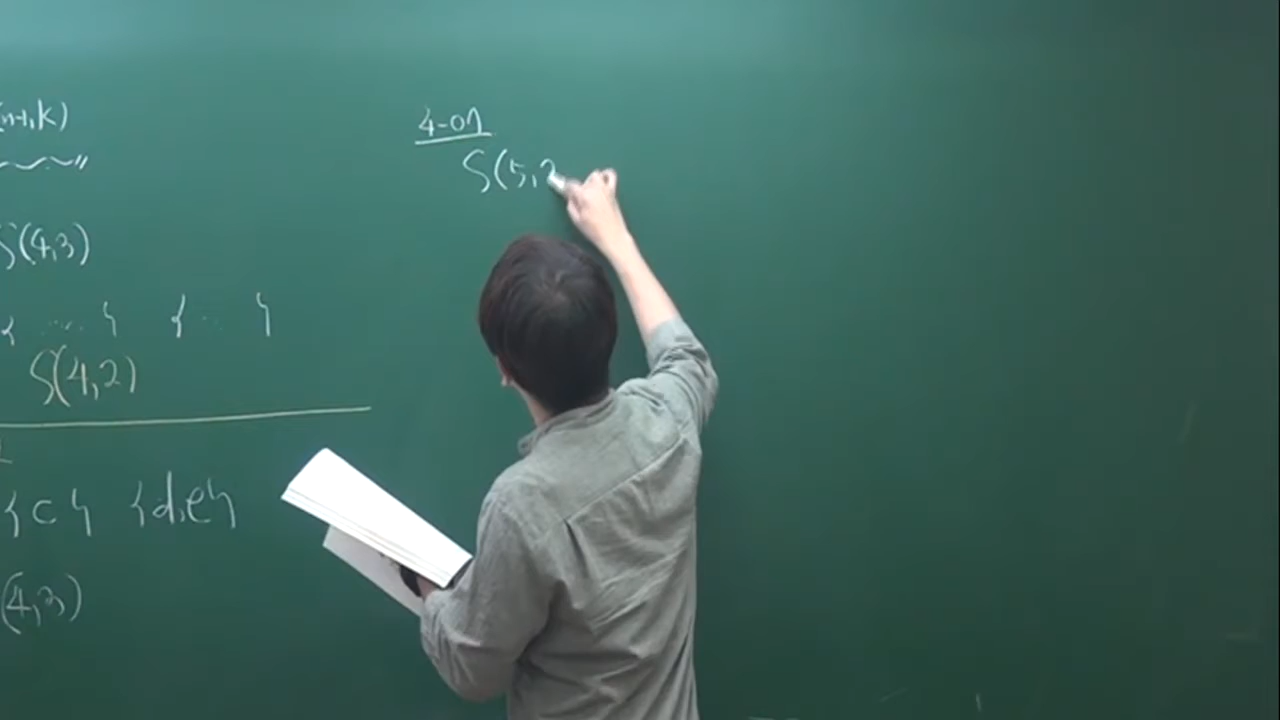 (n-1,k)
S(4,3)
{ ... } { ... }
S(4,2)
{c} {d,e}
(4,3)
4-01
S(5,2